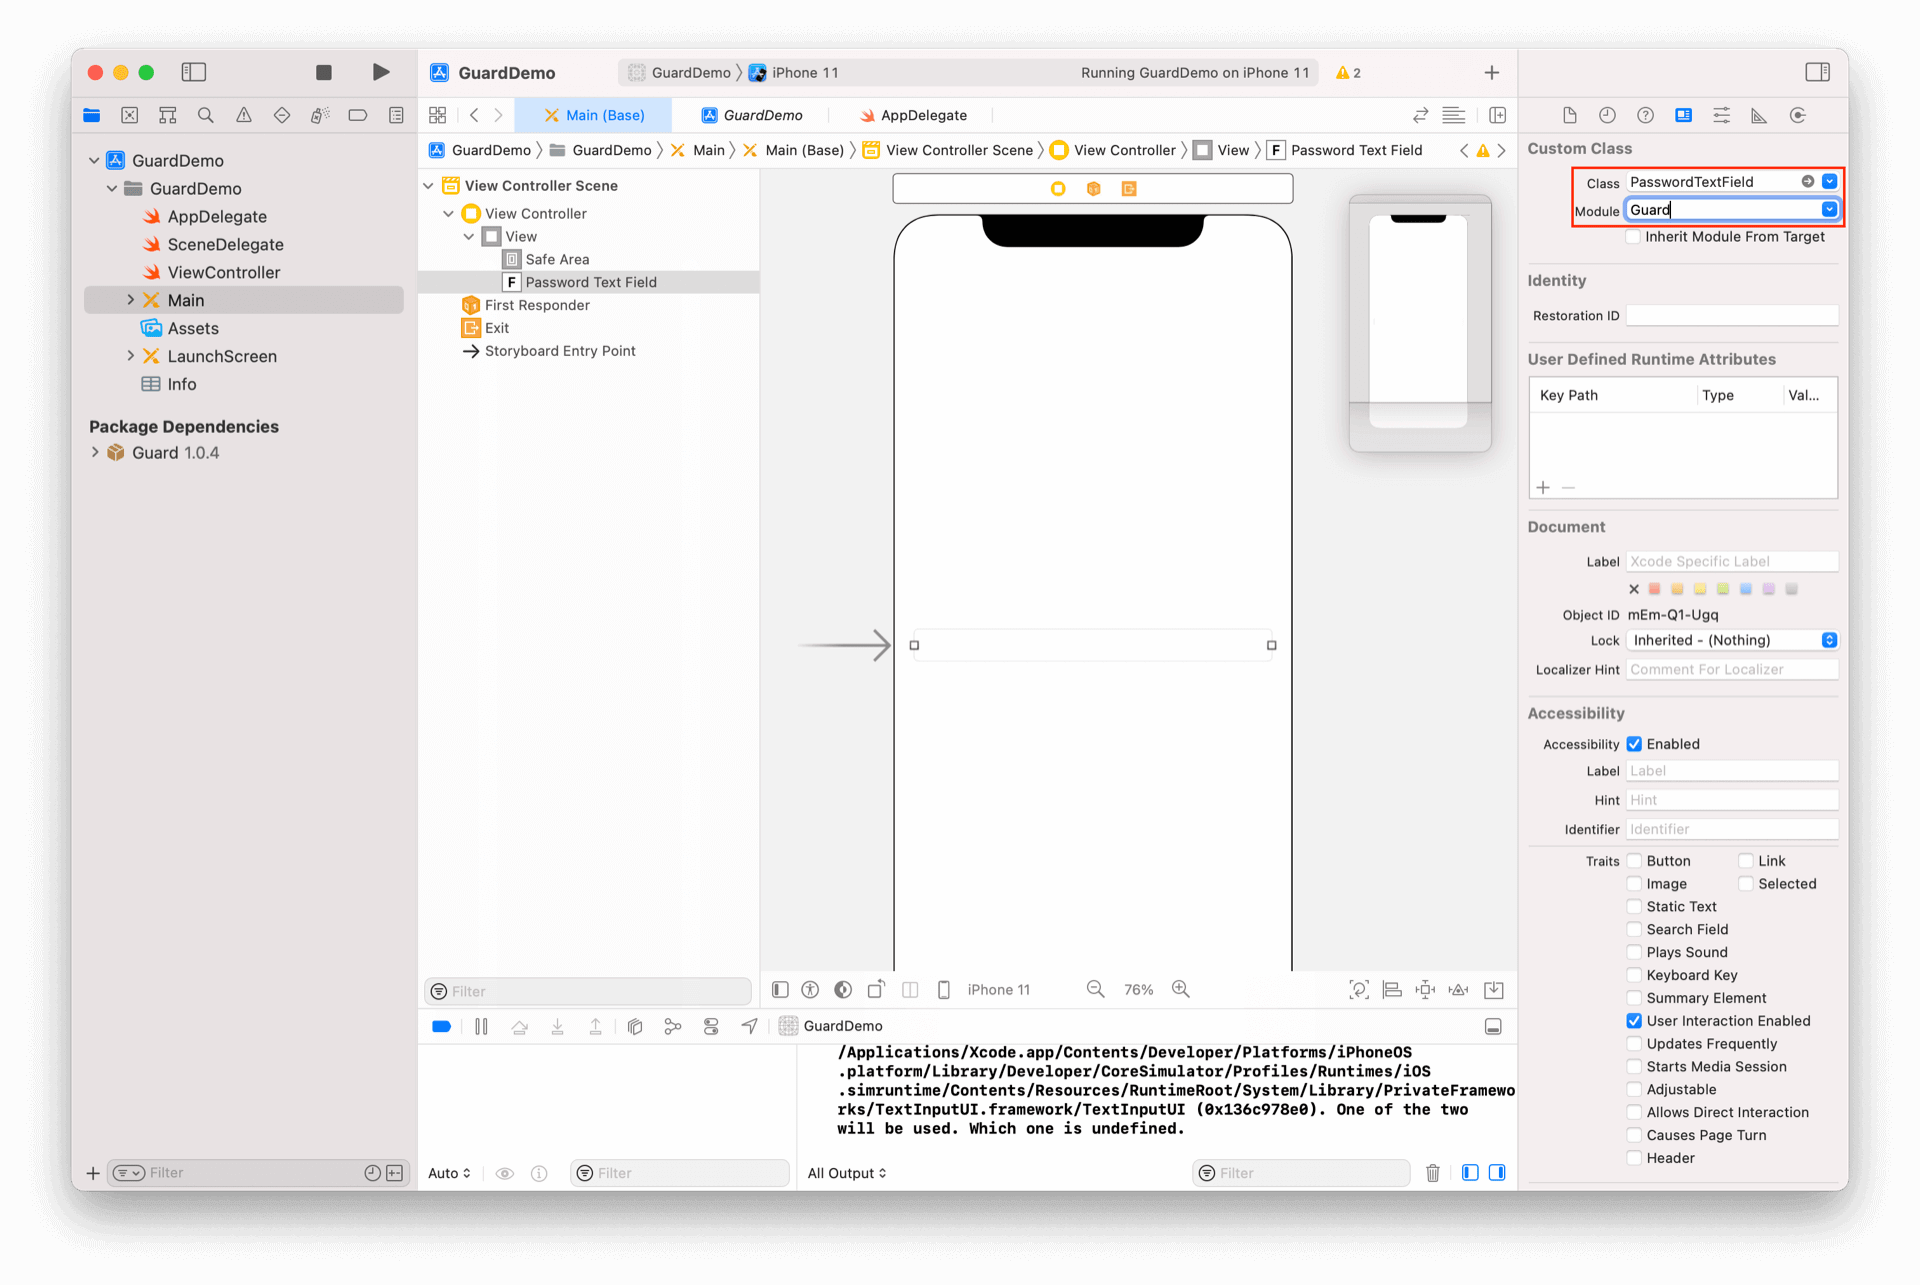 GuardDemo
GuardDemo 〉 iPhone 11
Running GuardDemo on iPhone 11
2
Main (Base)
GuardDemo
AppDelegate
GuardDemo 〉 GuardDemo 〉 Main 〉 Main (Base) 〉 View Controller Scene 〉 View Controller 〉 View 〉 F Password Text Field
GuardDemo
GuardDemo
AppDelegate
SceneDelegate
ViewController
Main
Assets
LaunchScreen
Info
Package Dependencies
Guard 1.0.4
Filter
View Controller Scene
View Controller
View
Safe Area
F Password Text Field
First Responder
Exit
Storyboard Entry Point
Filter
iPhone 11
76%
GuardDemo
/Applications/Xcode.app/Contents/Developer/Platforms/iPhoneOS
.platform/Library/Developer/CoreSimulator/Profiles/Runtimes/iOS
.simruntime/Contents/Resources/RuntimeRoot/System/Library/PrivateFramewo
rks/TextInputUI.framework/TextInputUI (0x136c978e0). One of the two
will be used. Which one is undefined.
Auto
Filter
All Output
Filter
Custom Class
Class PasswordTextField
Module Guard
Inherit Module From Target
Identity
Restoration ID
User Defined Runtime Attributes
Key Path Type Val...
Document
Label Xcode Specific Label
Object ID mEm-Q1-Ugq
Lock Inherited - (Nothing)
Localizer Hint Comment For Localizer
Accessibility
Accessibility Enabled
Label Label
Hint Hint
Identifier Identifier
Traits Button Link
Image Selected
Static Text
Search Field
Plays Sound
Keyboard Key
Summary Element
User Interaction Enabled
Updates Frequently
Starts Media Session
Adjustable
Allows Direct Interaction
Causes Page Turn
Header